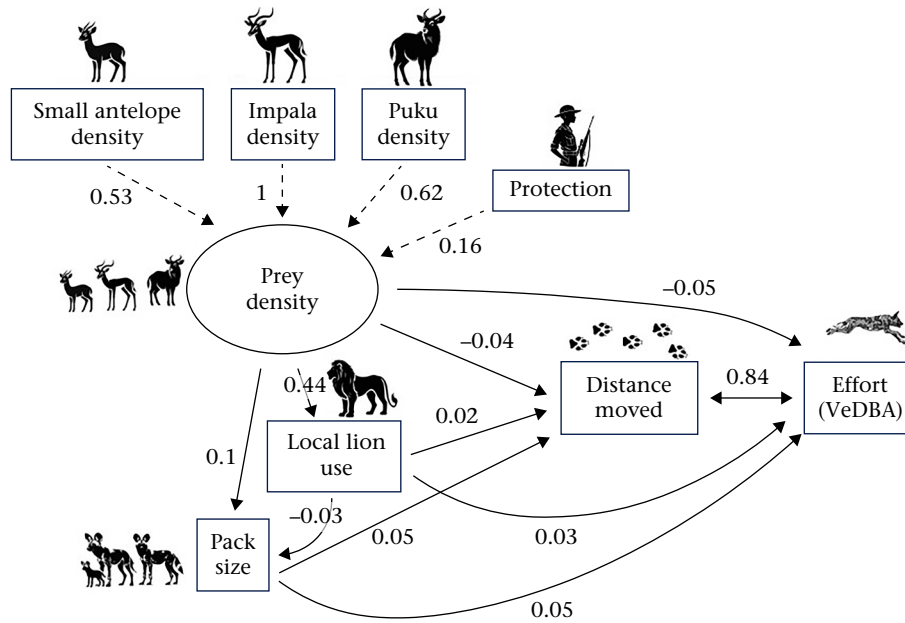 Small antelope
density
Impala
density
Puku
density
Protection
0.53
1
0.62
0.16
Prey
density
–0.05
–0.04
0.44
Distance
moved
0.84
Effort
(VeDBA)
0.02
Local lion
use
0.1
–0.03
0.05
0.03
Pack
size
0.05